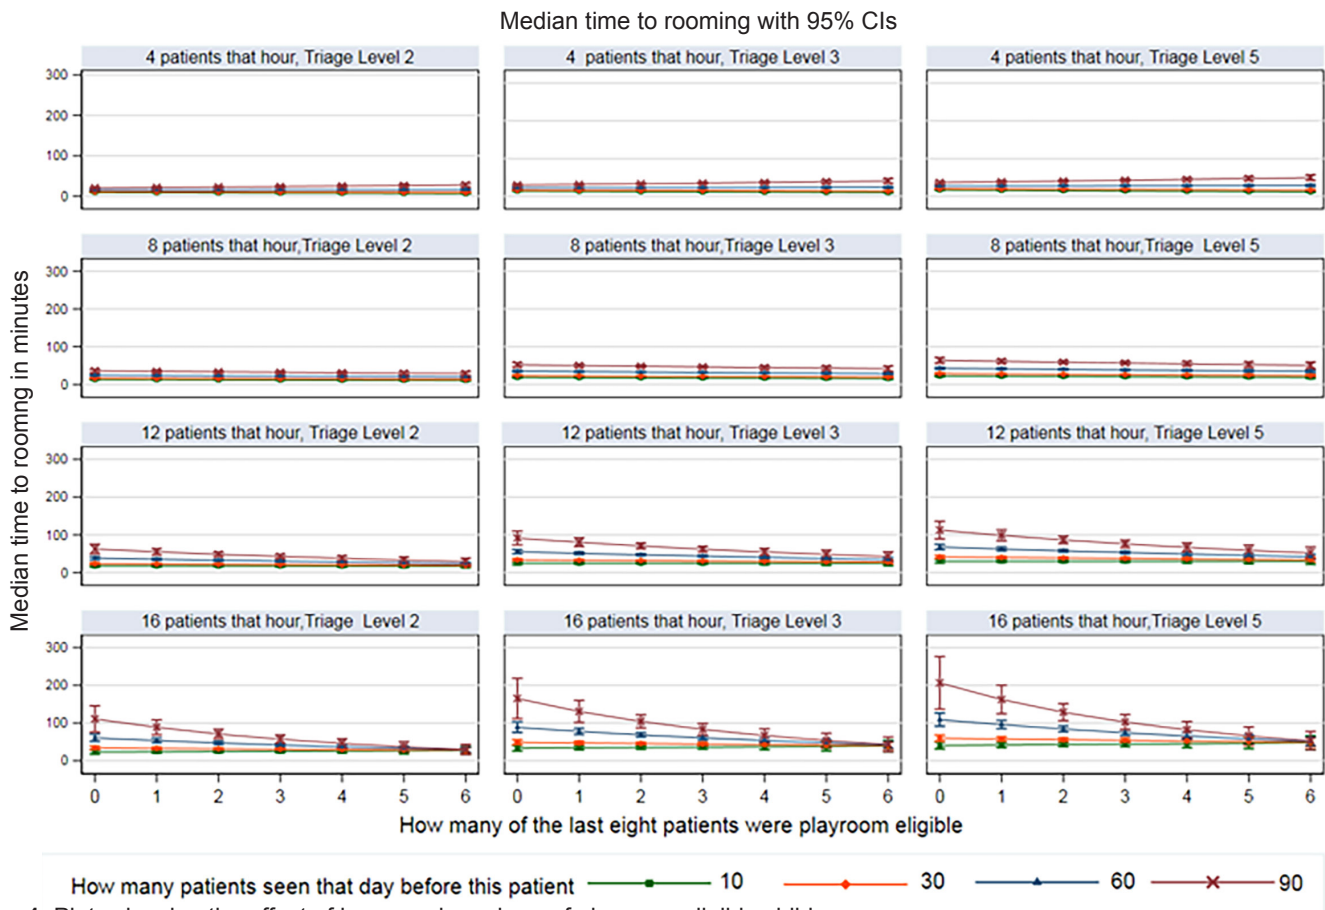 Median time to rooming with 95% CIs
4 patients that hour, Triage Level 2
4 patients that hour, Triage Level 3
4 patients that hour, Triage Level 5
300
200
100
0
8 patients that hour,Triage Level 2
8 patients that hour,Triage Level 3
8 patients that hour,Triage Level 5
300
200
100
0
Median time to roomng in minutes
12 patients that hour, Triage Level 2
12 patients that hour, Triage Level 3
12 patients that hour, Triage Level 5
300
200
100
0
16 patients that hour,Triage Level 2
16 patients that hour, Triage Level 3
16 patients that hour,Triage Level 5
300
200
100
0
0 1 2 3 4 5 6
0 1 2 3 4 5 6
0 1 2 3 4 5 6
How many of the last eight patients were playroom eligible
How many patients seen that day before this patient 10 30 60 90